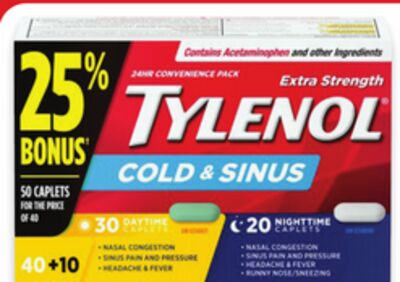 25%
BONUS†
50 CAPLETS
FOR THE PRICE
OF 40
Contains Acetaminophen and other Ingredients
24HR CONVENIENCE PACK
Extra Strength
TYLENOL®
COLD & SINUS
30 DAYTIME
CAPLETS
20 NIGHTTIME
CAPLETS
40+10
• NASAL CONGESTION
• SINUS PAIN AND PRESSURE
• HEADACHE & FEVER
• NASAL CONGESTION
• SINUS PAIN AND PRESSURE
• HEADACHE & FEVER
• RUNNY NOSE/SNEEZING